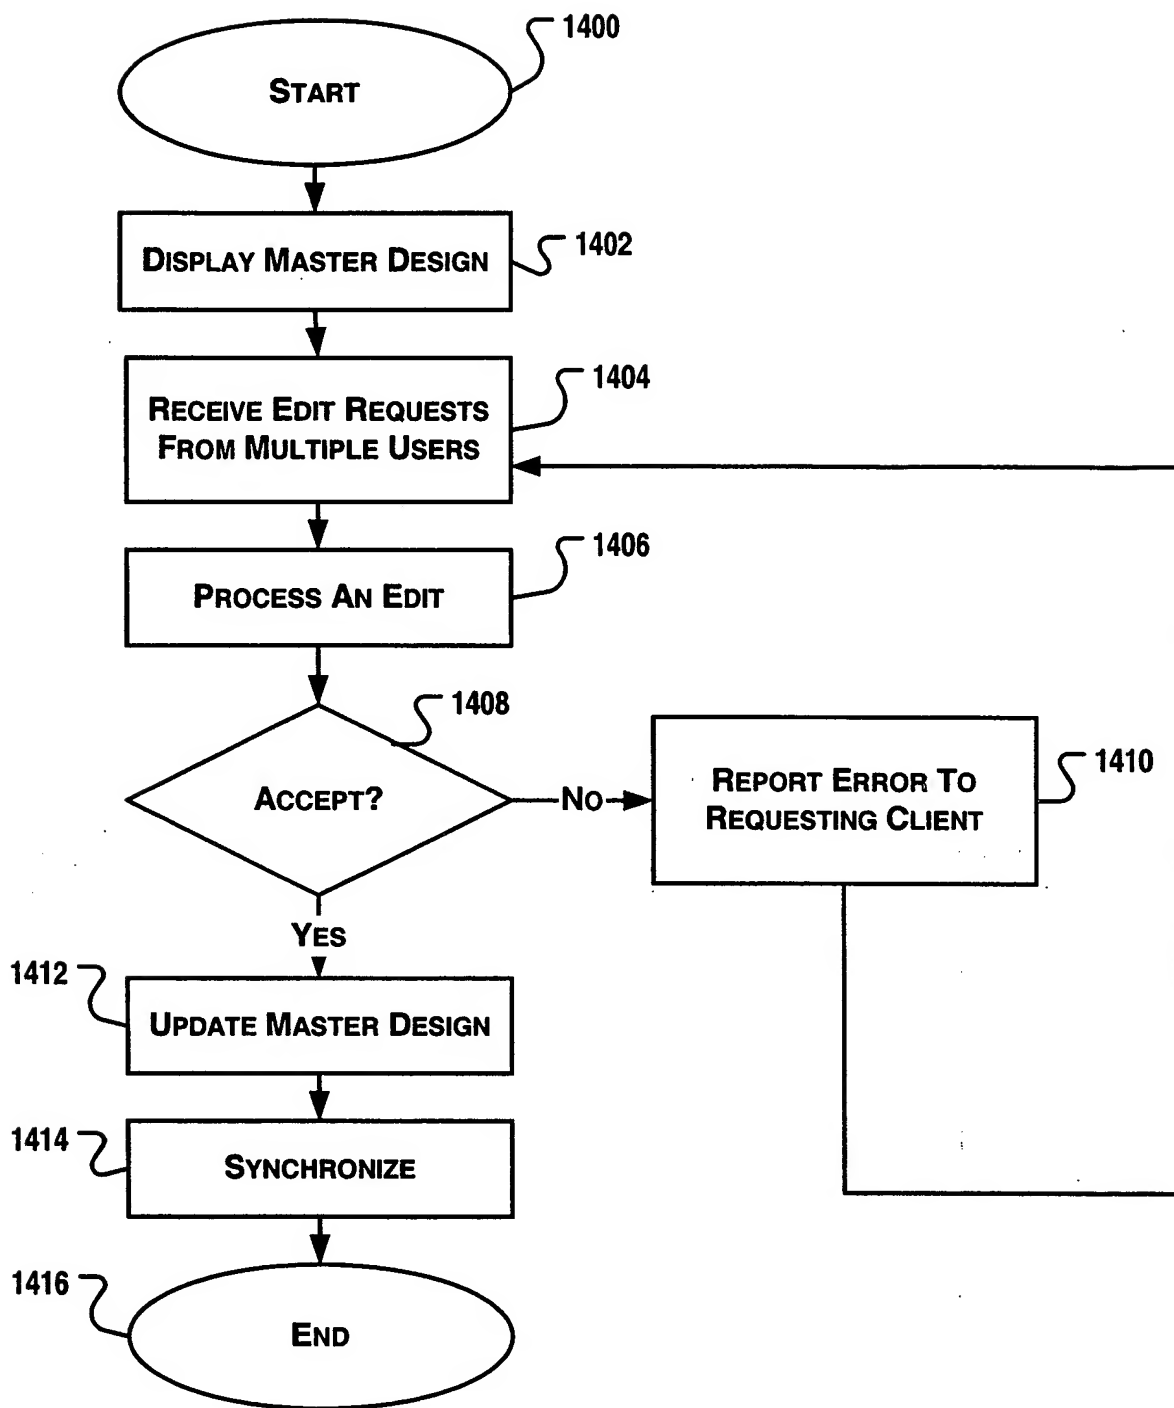 1400
START
DISPLAY MASTER DESIGN
1402
1404
RECEIVE EDIT REQUESTS
FROM MULTIPLE USERS
1406
PROCESS AN EDIT
1408
ACCEPT?
NO
REPORT ERROR TO
REQUESTING CLIENT
1410
YES
1412
UPDATE MASTER DESIGN
1414
SYNCHRONIZE
1416
END